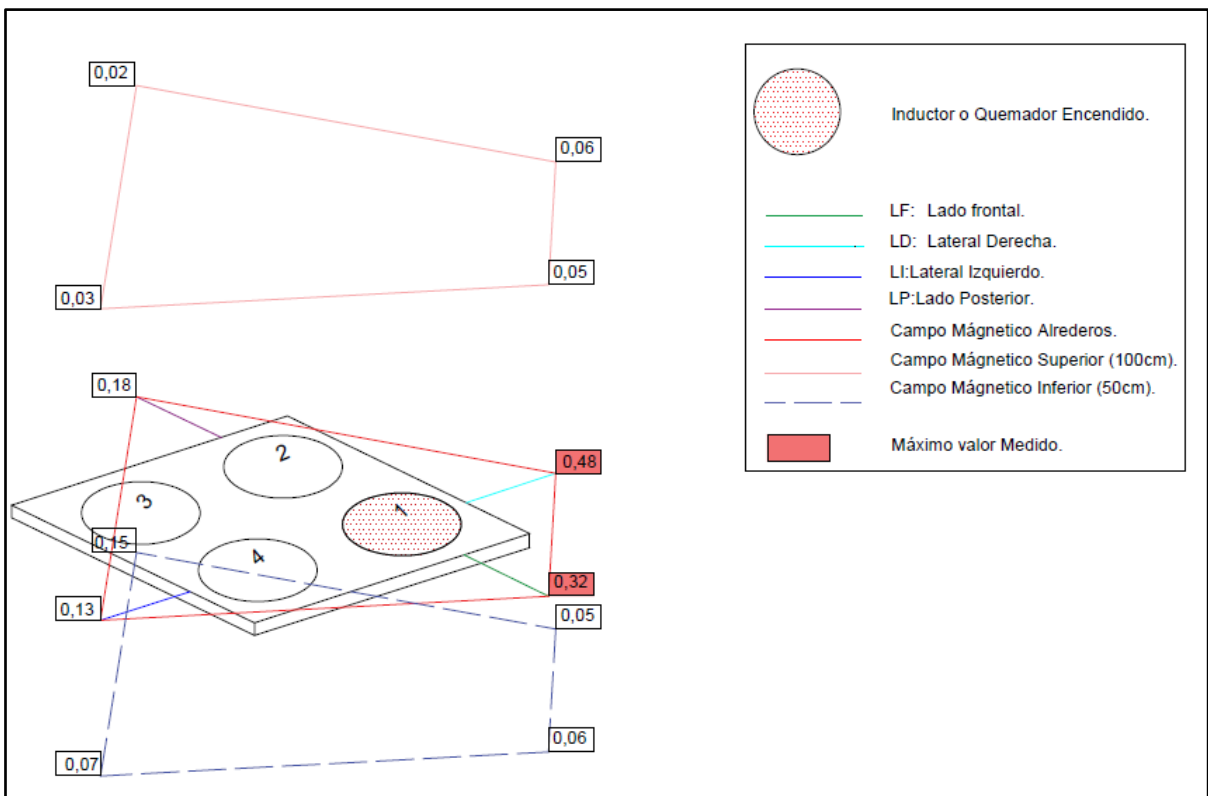 0,02
0,06
0,05
0,03
0,18
0,48
2
3
1
4
0,15
0,32
0,13
0,05
0,06
0,07
Inductor o Quemador Encendido.
LF: Lado frontal.
LD: Lateral Derecha.
LI:Lateral Izquierdo.
LP:Lado Posterior.
Campo Mágnetico Alrederos.
Campo Mágnetico Superior (100cm).
Campo Mágnetico Inferior (50cm).
Máximo valor Medido.